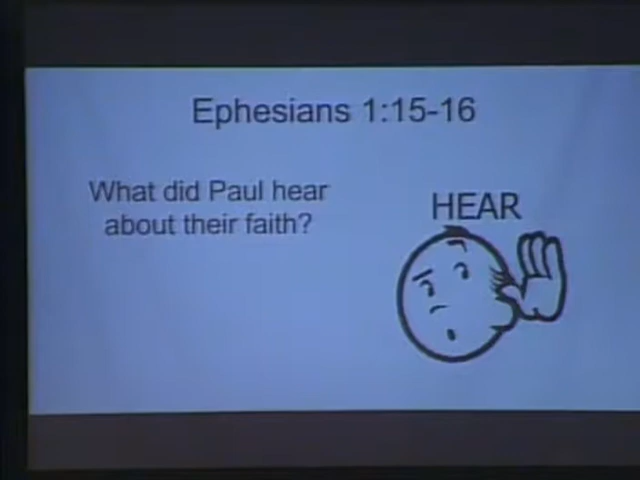 Ephesians 1:15-16
What did Paul hear
about their faith?
HEAR